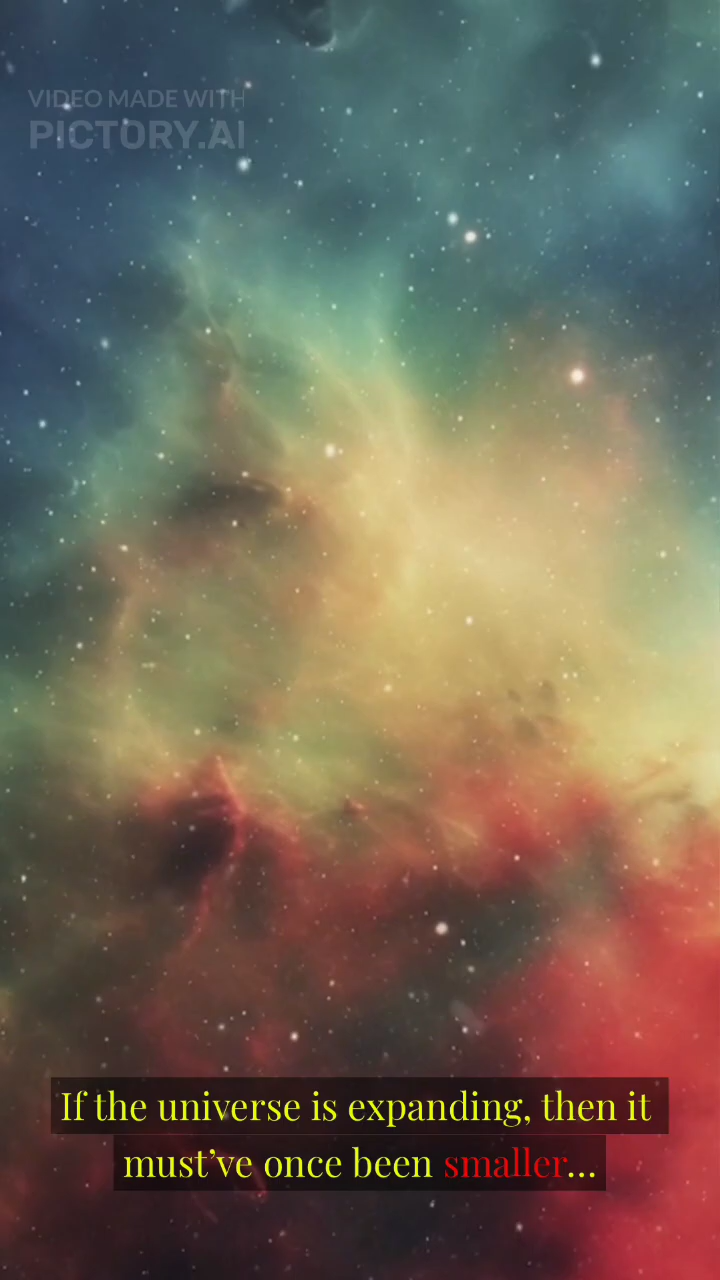 VIDEO MADE WITH
PICTORY.AI
If the universe is expanding, then it
must’ve once been smaller...